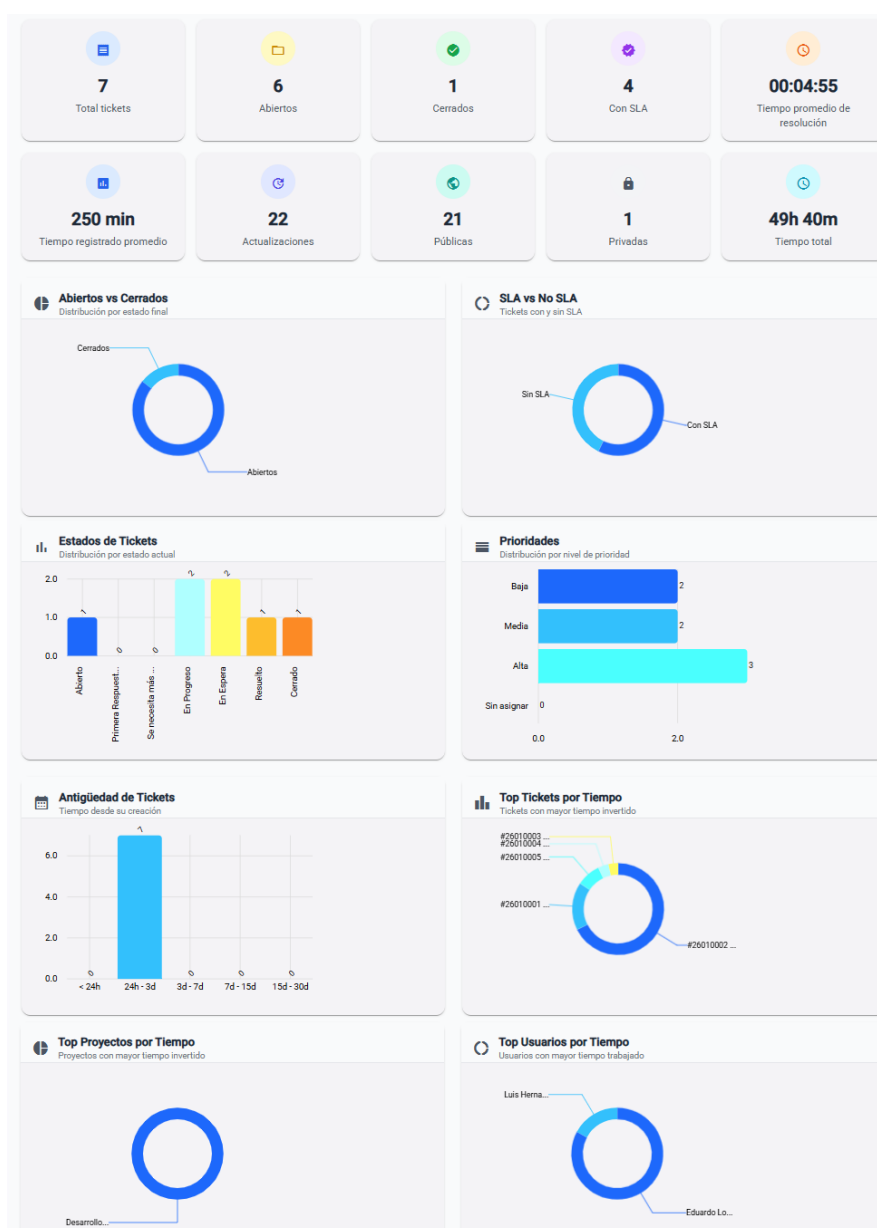 7
Total tickets
6
Abiertos
1
Cerrados
4
Con SLA
00:04:55
Tiempo promedio de
resolución
250 min
Tiempo registrado promedio
22
Actualizaciones
21
Públicas
1
Privadas
49h 40m
Tiempo total
Abiertos vs Cerrados
Distribución por estado final
Cerrados
Abiertos
SLA vs No SLA
Tickets con y sin SLA
Sin SLA
Con SLA
Estados de Tickets
Distribución por estado actual
2.0
1.0
0.0
1
0
0
2
2
1
1
Abierto
Primera Respuest...
Se necesita más ...
En Progreso
En Espera
Resuelto
Cerrado
Prioridades
Distribución por nivel de prioridad
Baja
2
Media
2
Alta
3
Sin asignar
0
0.0
2.0
Antigüedad de Tickets
Tiempo desde su creación
6.0
4.0
2.0
0.0
0
7
0
0
0
< 24h
24h - 3d
3d - 7d
7d - 15d
15d - 30d
Top Tickets por Tiempo
Tickets con mayor tiempo invertido
#26010003 ...
#26010004 ...
#26010005 ...
#26010001 ...
#26010002 ...
Top Proyectos por Tiempo
Proyectos con mayor tiempo invertido
Desarrollo...
Top Usuarios por Tiempo
Usuarios con mayor tiempo trabajado
Luis Herna...
Eduardo Lo...